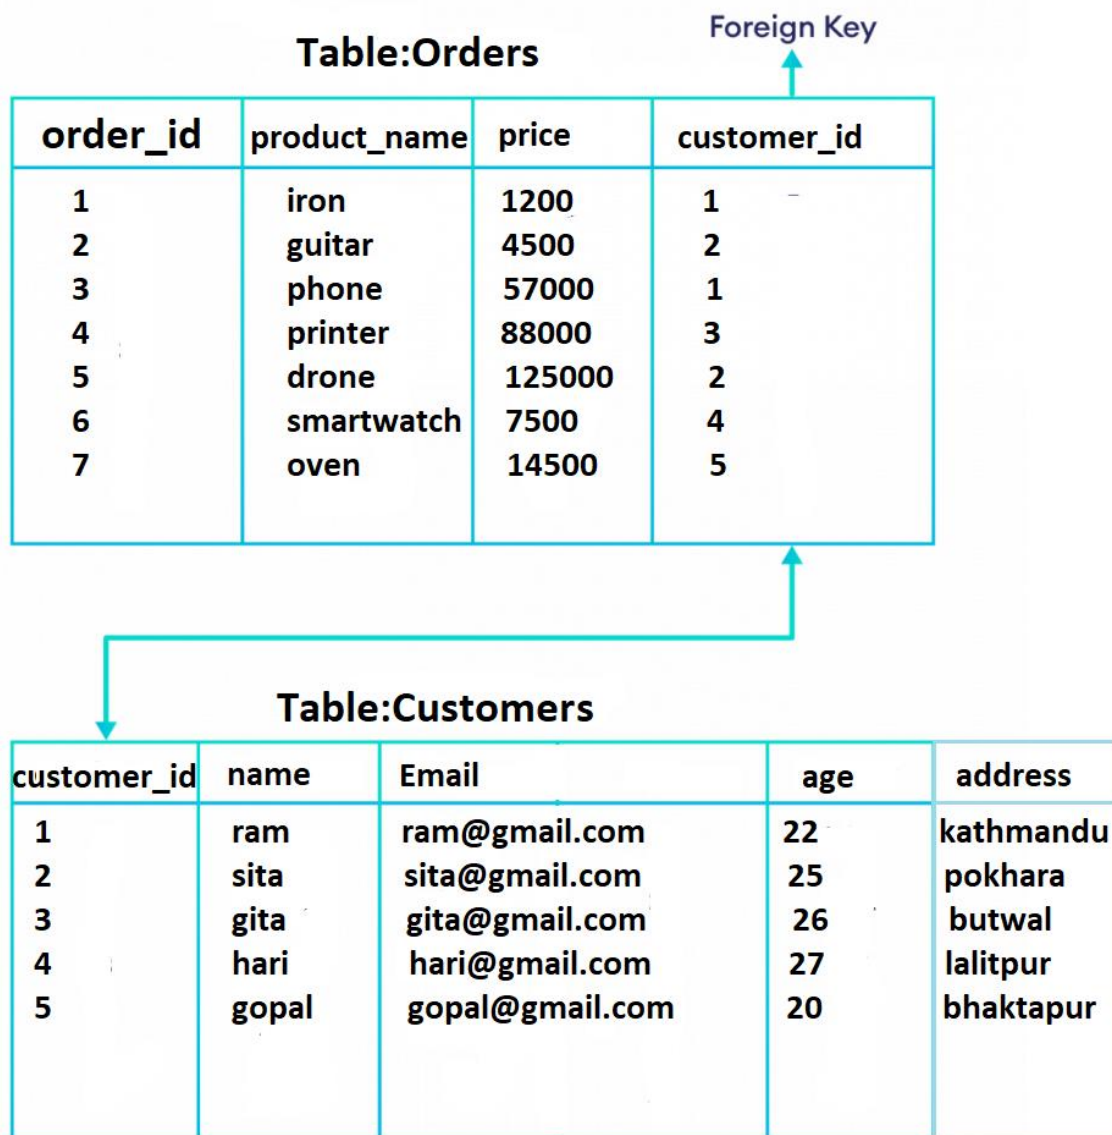 Foreign Key
Table:Orders
order_id product_name price customer_id
1 iron 1200 1
2 guitar 4500 2
3 phone 57000 1
4 printer 88000 3
5 drone 125000 2
6 smartwatch 7500 4
7 oven 14500 5
Table:Customers
customer_id name Email age address
1 ram ram@gmail.com 22 kathmandu
2 sita sita@gmail.com 25 pokhara
3 gita gita@gmail.com 26 butwal
4 hari hari@gmail.com 27 lalitpur
5 gopal gopal@gmail.com 20 bhaktapur